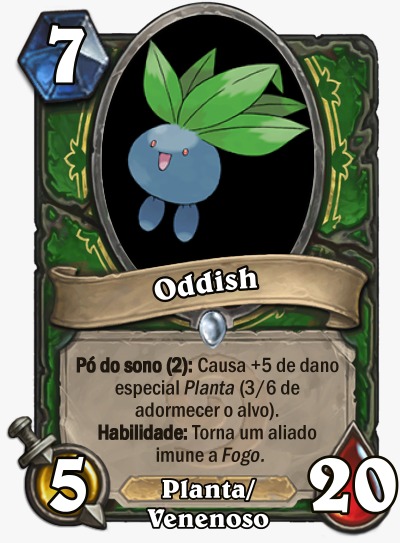 7
Oddish
Pó do sono (2): Causa +5 de dano
especial Planta (3/6 de
adormecer o alvo).
Habilidade: Torna um aliado
imune a Fogo.
5
Planta/
Venenoso
20